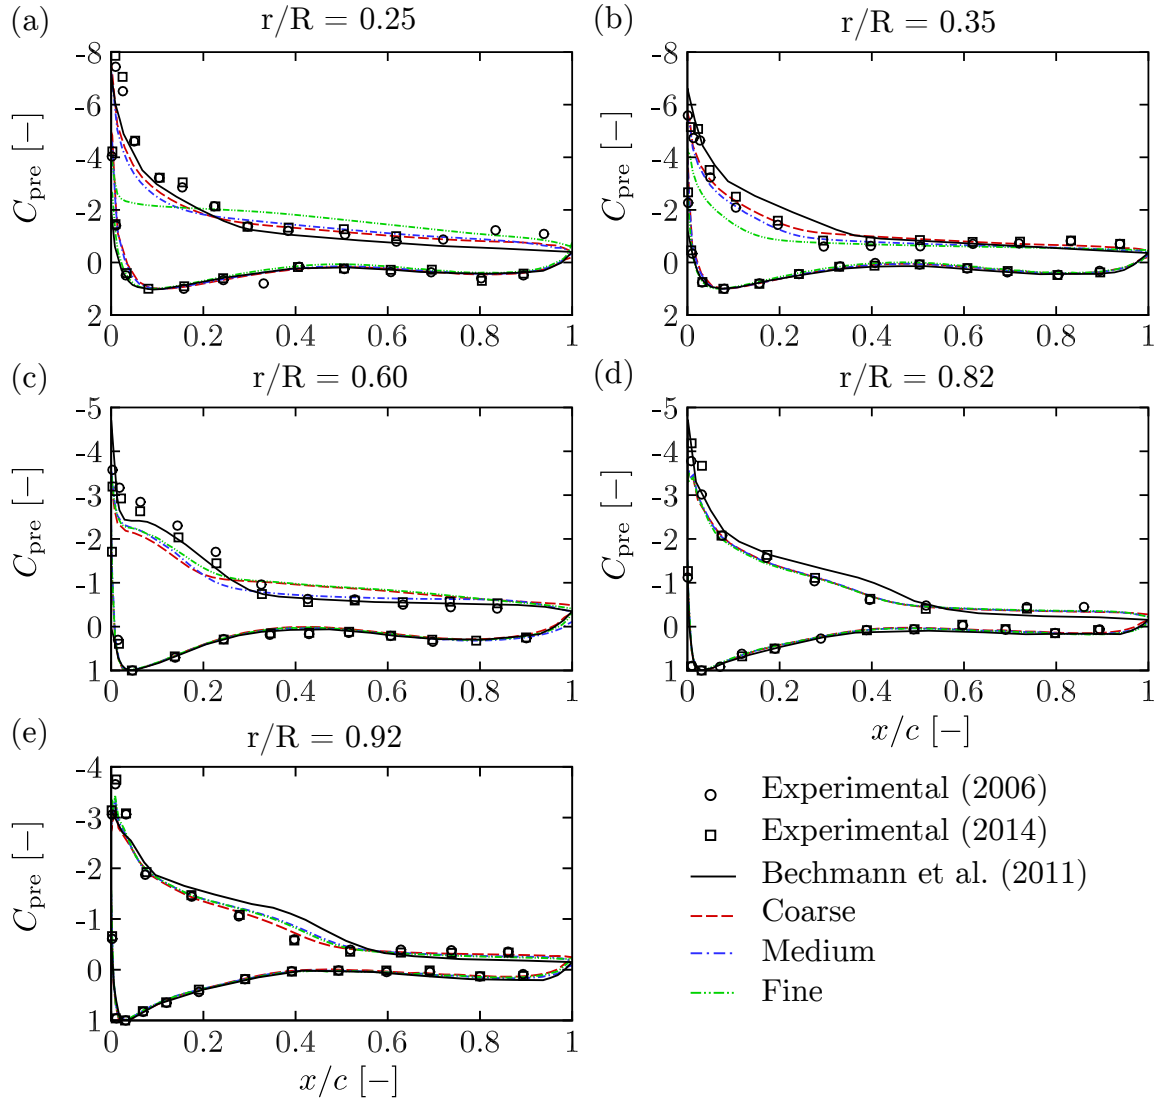 (a) r/R = 0.25
-8
-6
-4
-2
0
2
C_pre [−]
0 0.2 0.4 0.6 0.8 1
(b) r/R = 0.35
-8
-6
-4
-2
0
2
C_pre [−]
0 0.2 0.4 0.6 0.8 1
(c) r/R = 0.60
-5
-4
-3
-2
-1
0
1
C_pre [−]
0 0.2 0.4 0.6 0.8 1
(d) r/R = 0.82
-5
-4
-3
-2
-1
0
1
C_pre [−]
0 0.2 0.4 0.6 0.8 1
x/c [−]
(e) r/R = 0.92
-4
-3
-2
-1
0
1
C_pre [−]
0 0.2 0.4 0.6 0.8 1
x/c [−]
Experimental (2006)
Experimental (2014)
Bechmann et al. (2011)
Coarse
Medium
Fine